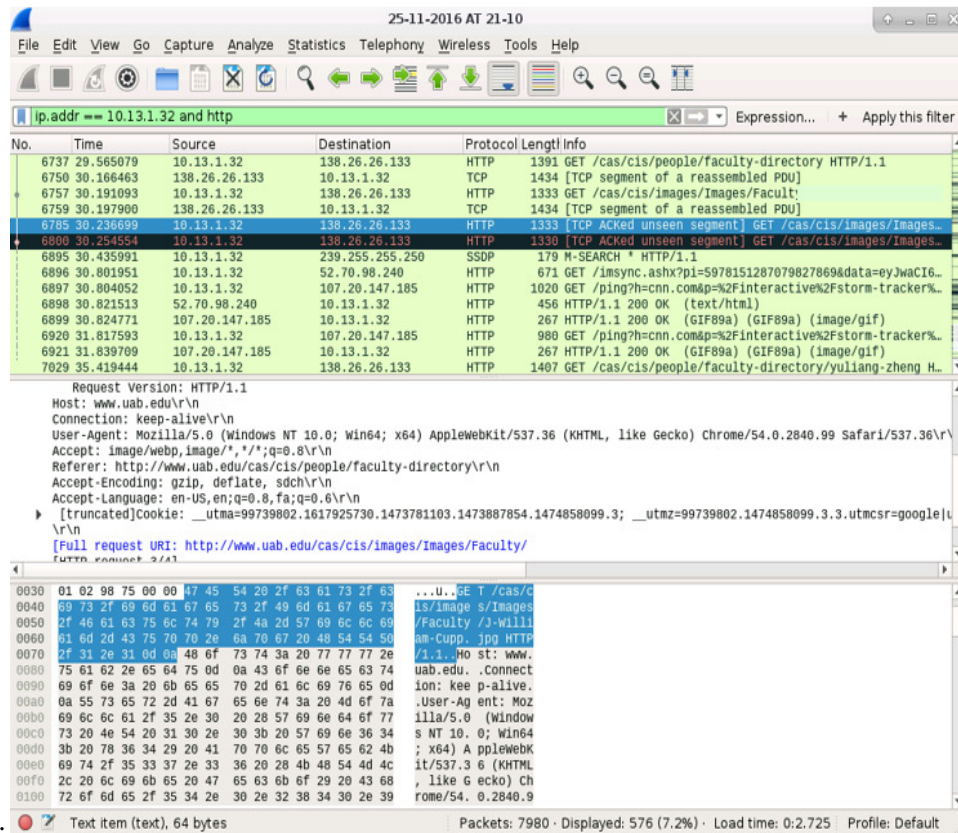 25-11-2016 AT 21-10
File Edit View Go Capture Analyze Statistics Telephony Wireless Tools Help
ip.addr == 10.13.1.32 and http Expression... + Apply this filter
No. Time Source Destination Protocol Lengtl Info
6737 29.565079 10.13.1.32 138.26.26.133 HTTP 1391 GET /cas/cis/people/faculty-directory HTTP/1.1
6750 30.166463 138.26.26.133 10.13.1.32 TCP 1434 [TCP segment of a reassembled PDU]
6757 30.191093 10.13.1.32 138.26.26.133 HTTP 1333 GET /cas/cis/images/Images/Facult
6759 30.197900 138.26.26.133 10.13.1.32 TCP 1434 [TCP segment of a reassembled PDU]
6785 30.236699 10.13.1.32 138.26.26.133 HTTP 1333 [TCP ACKed unseen segment] GET /cas/cis/images/Images…
6800 30.254554 10.13.1.32 138.26.26.133 HTTP 1330 [TCP ACKed unseen segment] GET /cas/cis/images/Images…
6895 30.435991 10.13.1.32 239.255.255.250 SSDP 179 M-SEARCH * HTTP/1.1
6896 30.801951 10.13.1.32 52.70.98.240 HTTP 671 GET /imsync.ashx?pi=5978151287079827869&data=eyJwaCI6…
6897 30.804052 10.13.1.32 107.20.147.185 HTTP 1020 GET /ping?h=cnn.com&p=%2Finteractive%2Fstorm-tracker%…
6898 30.821513 52.70.98.240 10.13.1.32 HTTP 456 HTTP/1.1 200 OK (text/html)
6899 30.824771 107.20.147.185 10.13.1.32 HTTP 267 HTTP/1.1 200 OK (GIF89a) (GIF89a) (image/gif)
6920 31.817593 10.13.1.32 107.20.147.185 HTTP 980 GET /ping?h=cnn.com&p=%2Finteractive%2Fstorm-tracker%…
6921 31.839709 107.20.147.185 10.13.1.32 HTTP 267 HTTP/1.1 200 OK (GIF89a) (GIF89a) (image/gif)
7029 35.419444 10.13.1.32 138.26.26.133 HTTP 1407 GET /cas/cis/people/faculty-directory/yuliang-zheng H…
Request Version: HTTP/1.1
Host: www.uab.edu\r\n
Connection: keep-alive\r\n
User-Agent: Mozilla/5.0 (Windows NT 10.0; Win64; x64) AppleWebKit/537.36 (KHTML, like Gecko) Chrome/54.0.2840.99 Safari/537.36\r\
Accept: image/webp,image/*,*/*;q=0.8\r\n
Referer: http://www.uab.edu/cas/cis/people/faculty-directory\r\n
Accept-Encoding: gzip, deflate, sdch\r\n
Accept-Language: en-US,en;q=0.8,fa;q=0.6\r\n
[truncated]Cookie: __utma=99739802.1617925730.1473781103.1473887854.1474858099.3; __utmz=99739802.1474858099.3.3.utmcsr=google|u
\r\n
[Full request URI: http://www.uab.edu/cas/cis/images/Images/Faculty/
[HTTP request 3/4]
0030 01 02 98 75 00 00 47 45 54 20 2f 63 61 73 2f 63 ...u..GE T /cas/c
0040 69 73 2f 69 6d 61 67 65 73 2f 49 6d 61 67 65 73 is/image s/Images
0050 2f 46 61 63 75 6c 74 79 2f 4a 2d 57 69 6c 6c 69 /Faculty /J-Willi
0060 61 6d 2d 43 75 70 70 2e 6a 70 67 20 48 54 54 50 am-Cupp. jpg HTTP
0070 2f 31 2e 31 0d 0a 48 6f 73 74 3a 20 77 77 77 2e /1.1..Ho st: www.
0080 75 61 62 2e 65 64 75 0d 0a 43 6f 6e 6e 65 63 74 uab.edu. .Connect
0090 69 6f 6e 3a 20 6b 65 65 70 2d 61 6c 69 76 65 0d ion: kee p-alive.
00a0 0a 55 73 65 72 2d 41 67 65 6e 74 3a 20 4d 6f 7a .User-Ag ent: Moz
00b0 69 6c 6c 61 2f 35 2e 30 20 28 57 69 6e 64 6f 77 illa/5.0 (Window
00c0 73 20 4e 54 20 31 30 2e 30 3b 20 57 69 6e 36 34 s NT 10. 0; Win64
00d0 3b 20 78 36 34 29 20 41 70 70 6c 65 57 65 62 4b ; x64) A ppleWebK
00e0 69 74 2f 35 33 37 2e 33 36 20 28 4b 48 54 4d 4c it/537.3 6 (KHTML
00f0 2c 20 6c 69 6b 65 20 47 65 63 6b 6f 29 20 43 68 , like G ecko) Ch
0100 72 6f 6d 65 2f 35 34 2e 30 2e 32 38 34 30 2e 39 rome/54. 0.2840.9
Text item (text), 64 bytes Packets: 7980 · Displayed: 576 (7.2%) · Load time: 0:2.725 Profile: Default